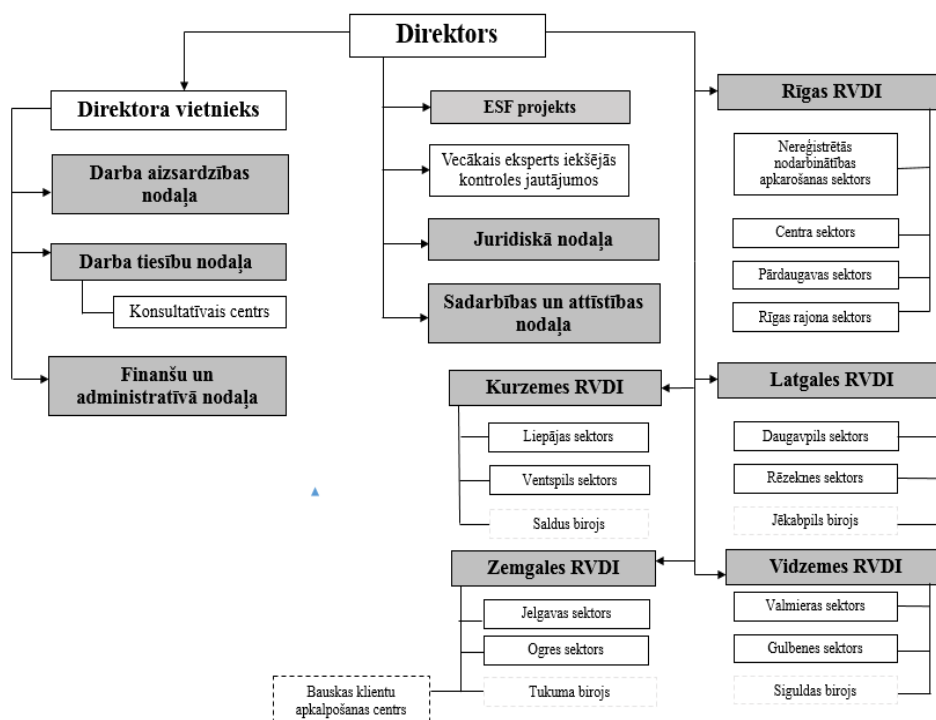 Direktors
Direktora vietnieks
Darba aizsardzības
nodaļa
Darba tiesību nodaļa
Konsultatīvais centrs
Finanšu un
administratīvā nodaļa
ESF projekts
Vecākais eksperts iekšējās
kontroles jautājumos
Juridiskā nodaļa
Sadarbības un attīstības
nodaļa
Rīgas RVDI
Nereģistrētās
nodarbinātības
apkarošanas sektors
Centra sektors
Pārdaugavas sektors
Rīgas rajona sektors
Kurzemes RVDI
Liepājas sektors
Ventspils sektors
Saldus birojs
Latgales RVDI
Daugavpils sektors
Rēzeknes sektors
Jēkabpils birojs
Zemgales RVDI
Jelgavas sektors
Ogres sektors
Tukuma birojs
Bauskas klientu
apkalpošanas centrs
Vidzemes RVDI
Valmieras sektors
Gulbenes sektors
Siguldas birojs